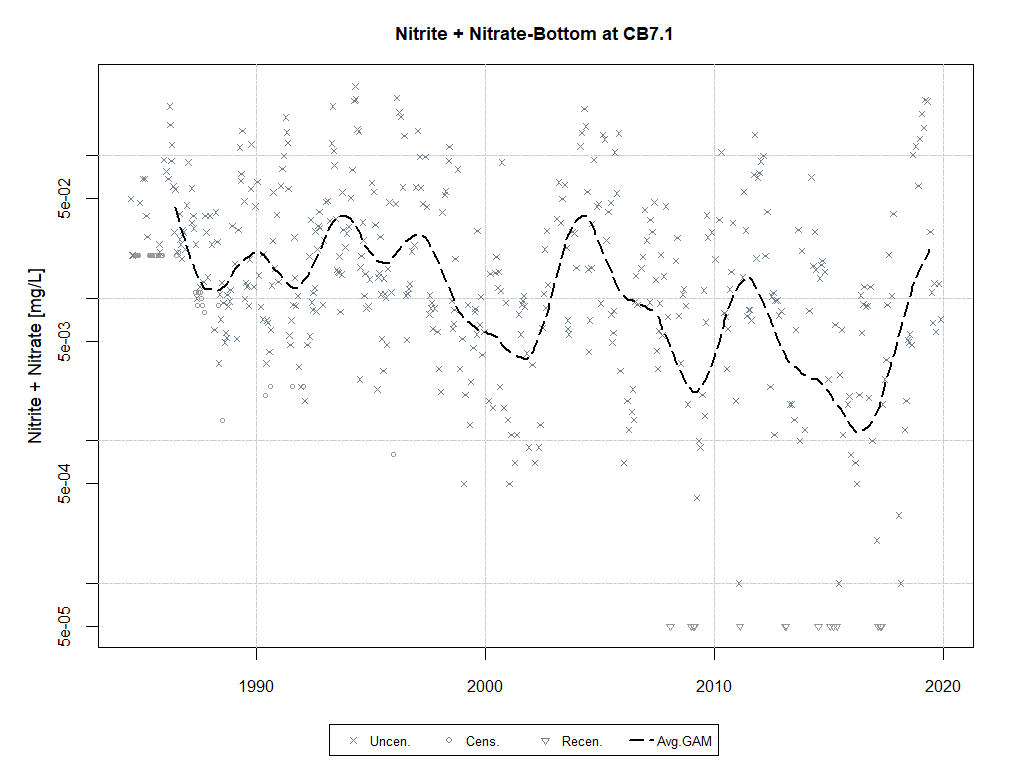 Nitrite + Nitrate-Bottom at CB7.1
Nitrite + Nitrate [mg/L]
5e-02
5e-03
5e-04
5e-05
1990 2000 2010 2020
Uncen. Cens. Recen. Avg.GAM